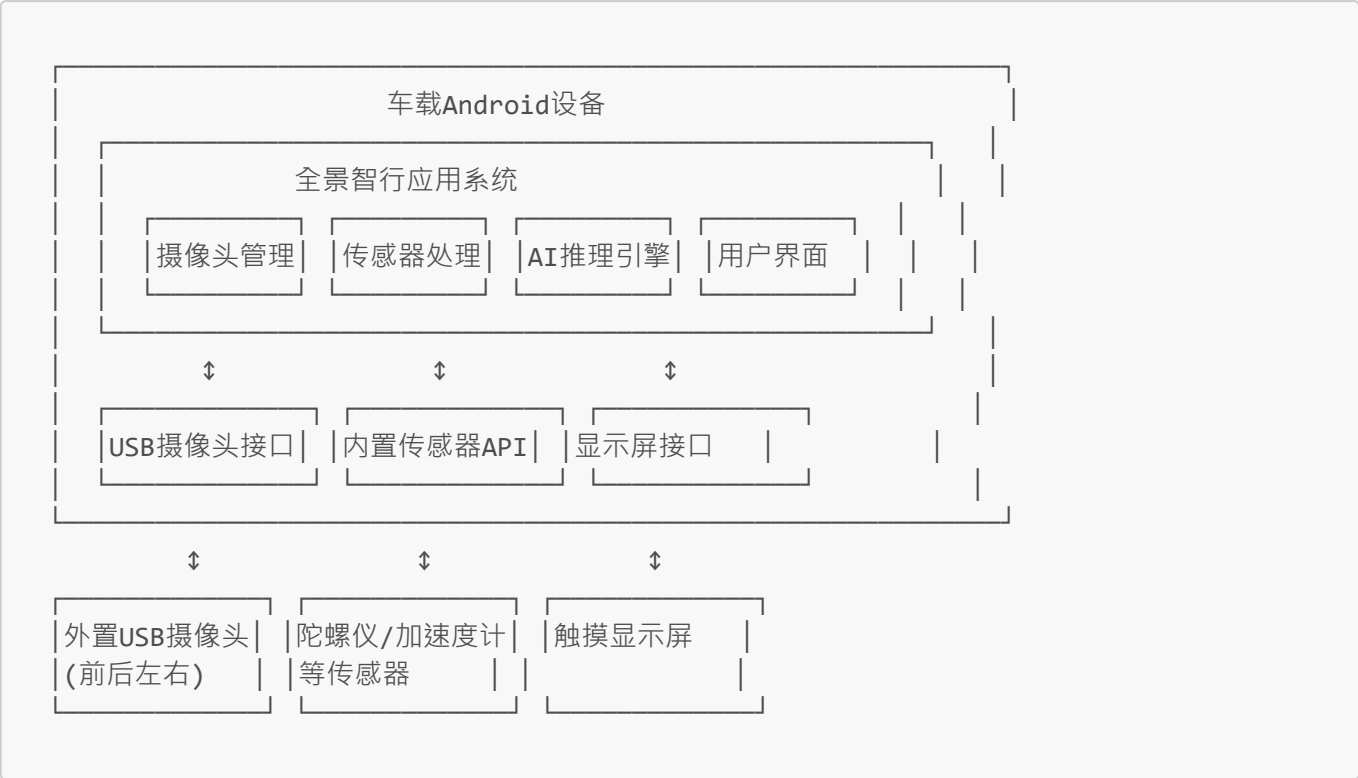 车载Android设备
全景智行应用系统
摄像头管理 传感器处理 AI推理引擎 用户界面
↕ ↕ ↕
USB摄像头接口 内置传感器API 显示屏接口
↕ ↕ ↕
外置USB摄像头 陀螺仪/加速度计 触摸显示屏
(前后左右) 等传感器